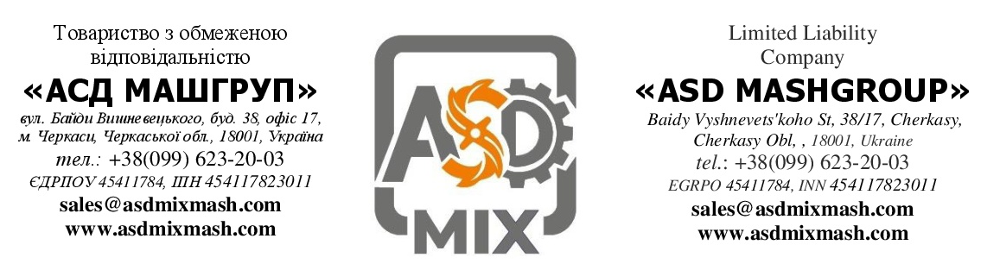 Товариство з обмеженою
відповідальністю
«АСД МАШГРУП»
вул. Байди Вишневецького, буд. 38, офіс 17,
м. Черкаси, Черкаської обл., 18001, Україна
тел.: +38(099) 623-20-03
ЄДРПОУ 45411784, ІПН 454117823011
sales@asdmixmash.com
www.asdmixmash.com
ASD
MIX
Limited Liability
Company
«ASD MASHGROUP»
Baidy Vyshnevets'koho St, 38/17, Cherkasy,
Cherkasy Obl, , 18001, Ukraine
tel.: +38(099) 623-20-03
EGRPO 45411784, INN 454117823011
sales@asdmixmash.com
www.asdmixmash.com